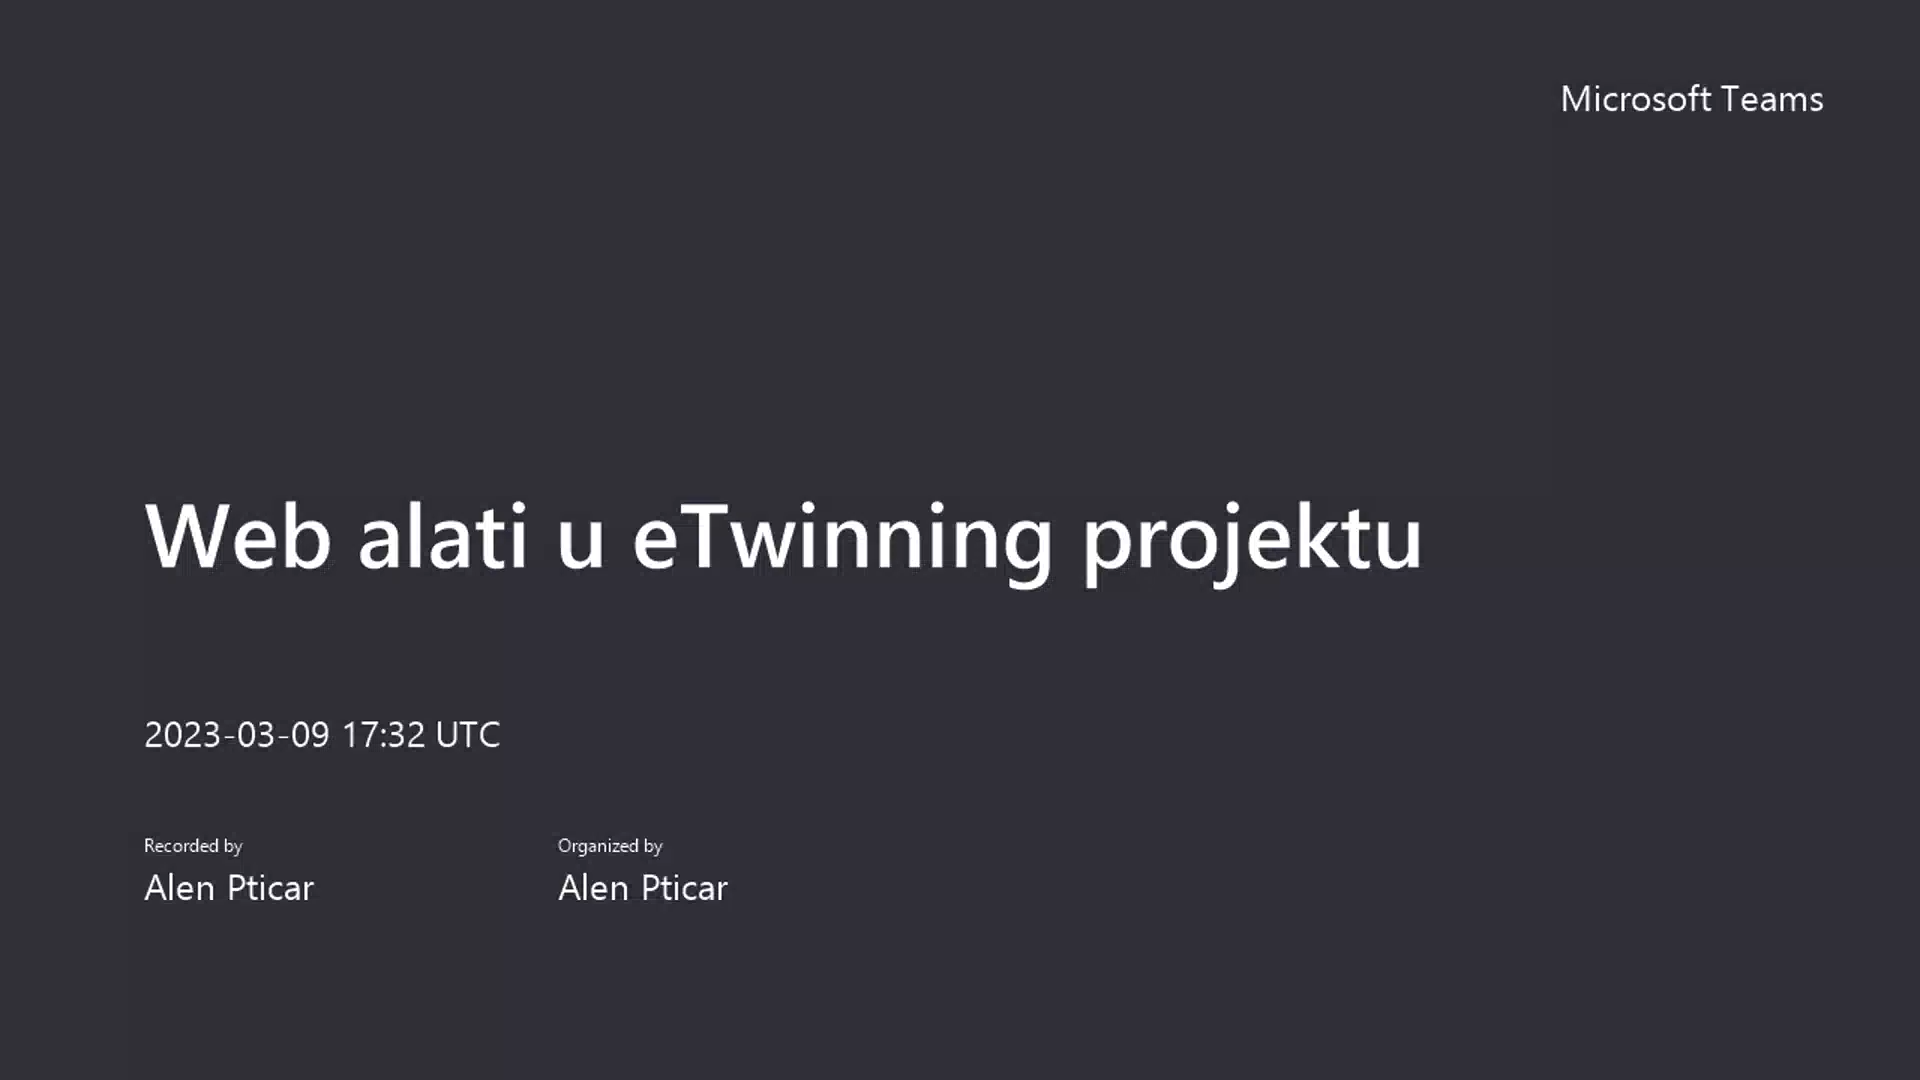 Microsoft Teams
Web alati u eTwinning projektu
2023-03-09 17:32 UTC
Recorded by
Alen Pticar
Organized by
Alen Pticar